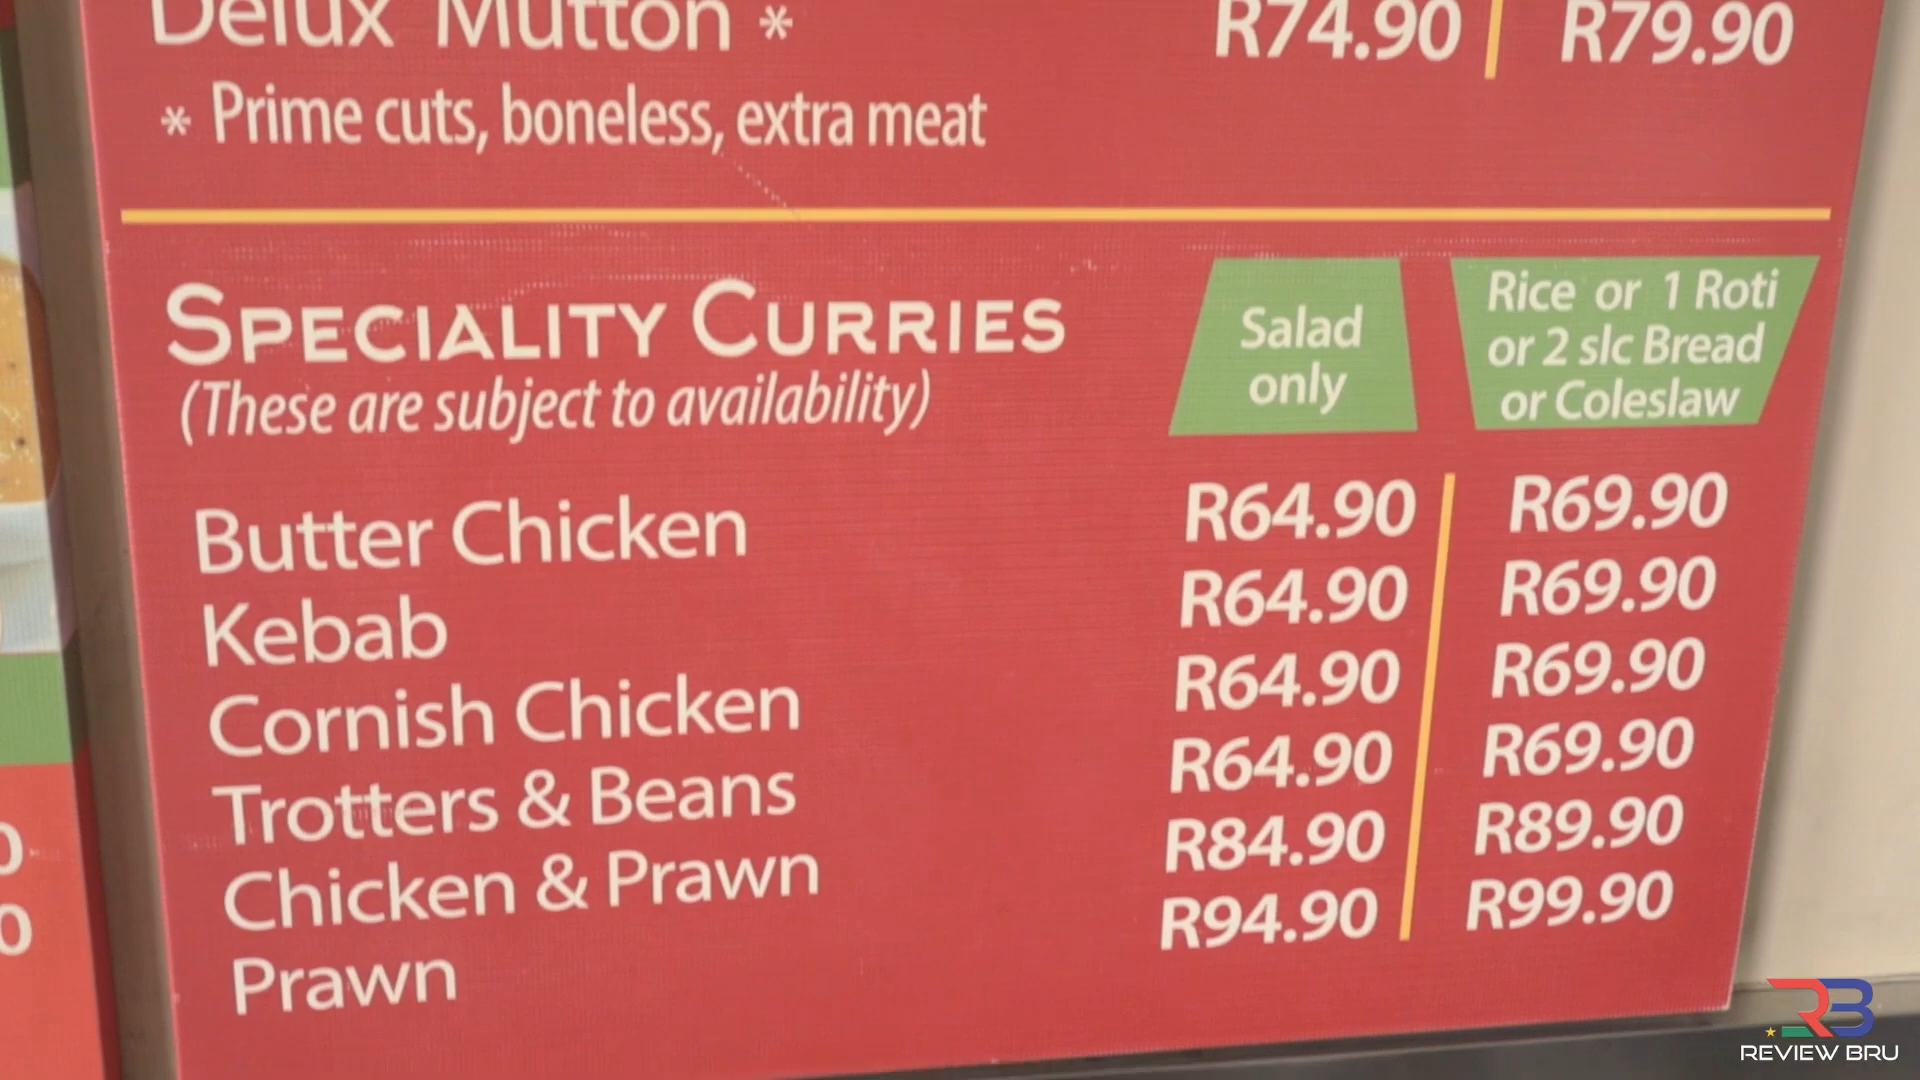 Delux Mutton * R74.90 R79.90
* Prime cuts, boneless, extra meat
SPECIALITY CURRIES
(These are subject to availability)
Salad
only
Rice or 1 Roti
or 2 slc Bread
or Coleslaw
Butter Chicken R64.90 R69.90
Kebab R64.90 R69.90
Cornish Chicken R64.90 R69.90
Trotters & Beans R64.90 R69.90
Chicken & Prawn R84.90 R89.90
Prawn R94.90 R99.90
0
0
RB
REVIEW BRU